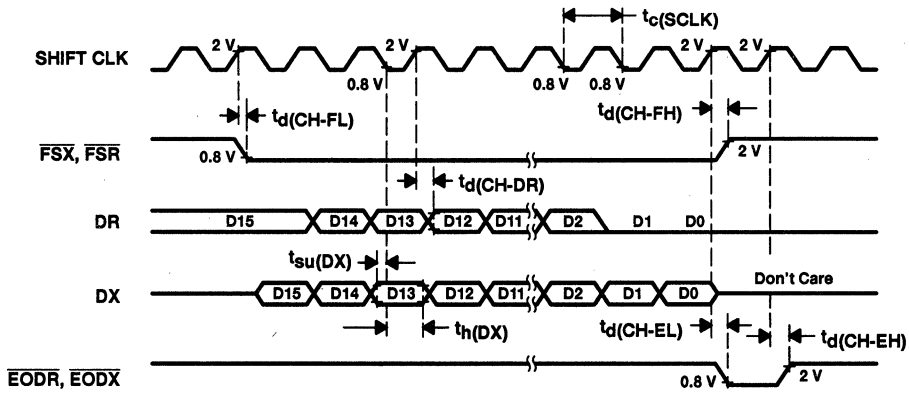 tc(SCLK)
2 V 2 V 2 V 2 V
SHIFT CLK
0.8 V 0.8 V 0.8 V
td(CH-FL) td(CH-FH)
FSX, FSR
0.8 V 2 V
td(CH-DR)
DR D15 D14 D13 D12 D11 D2 D1 D0
tsu(DX)
Don't Care
DX D15 D14 D13 D12 D11 D2 D1 D0
th(DX) td(CH-EL) td(CH-EH)
EODR, EODX
0.8 V 2 V